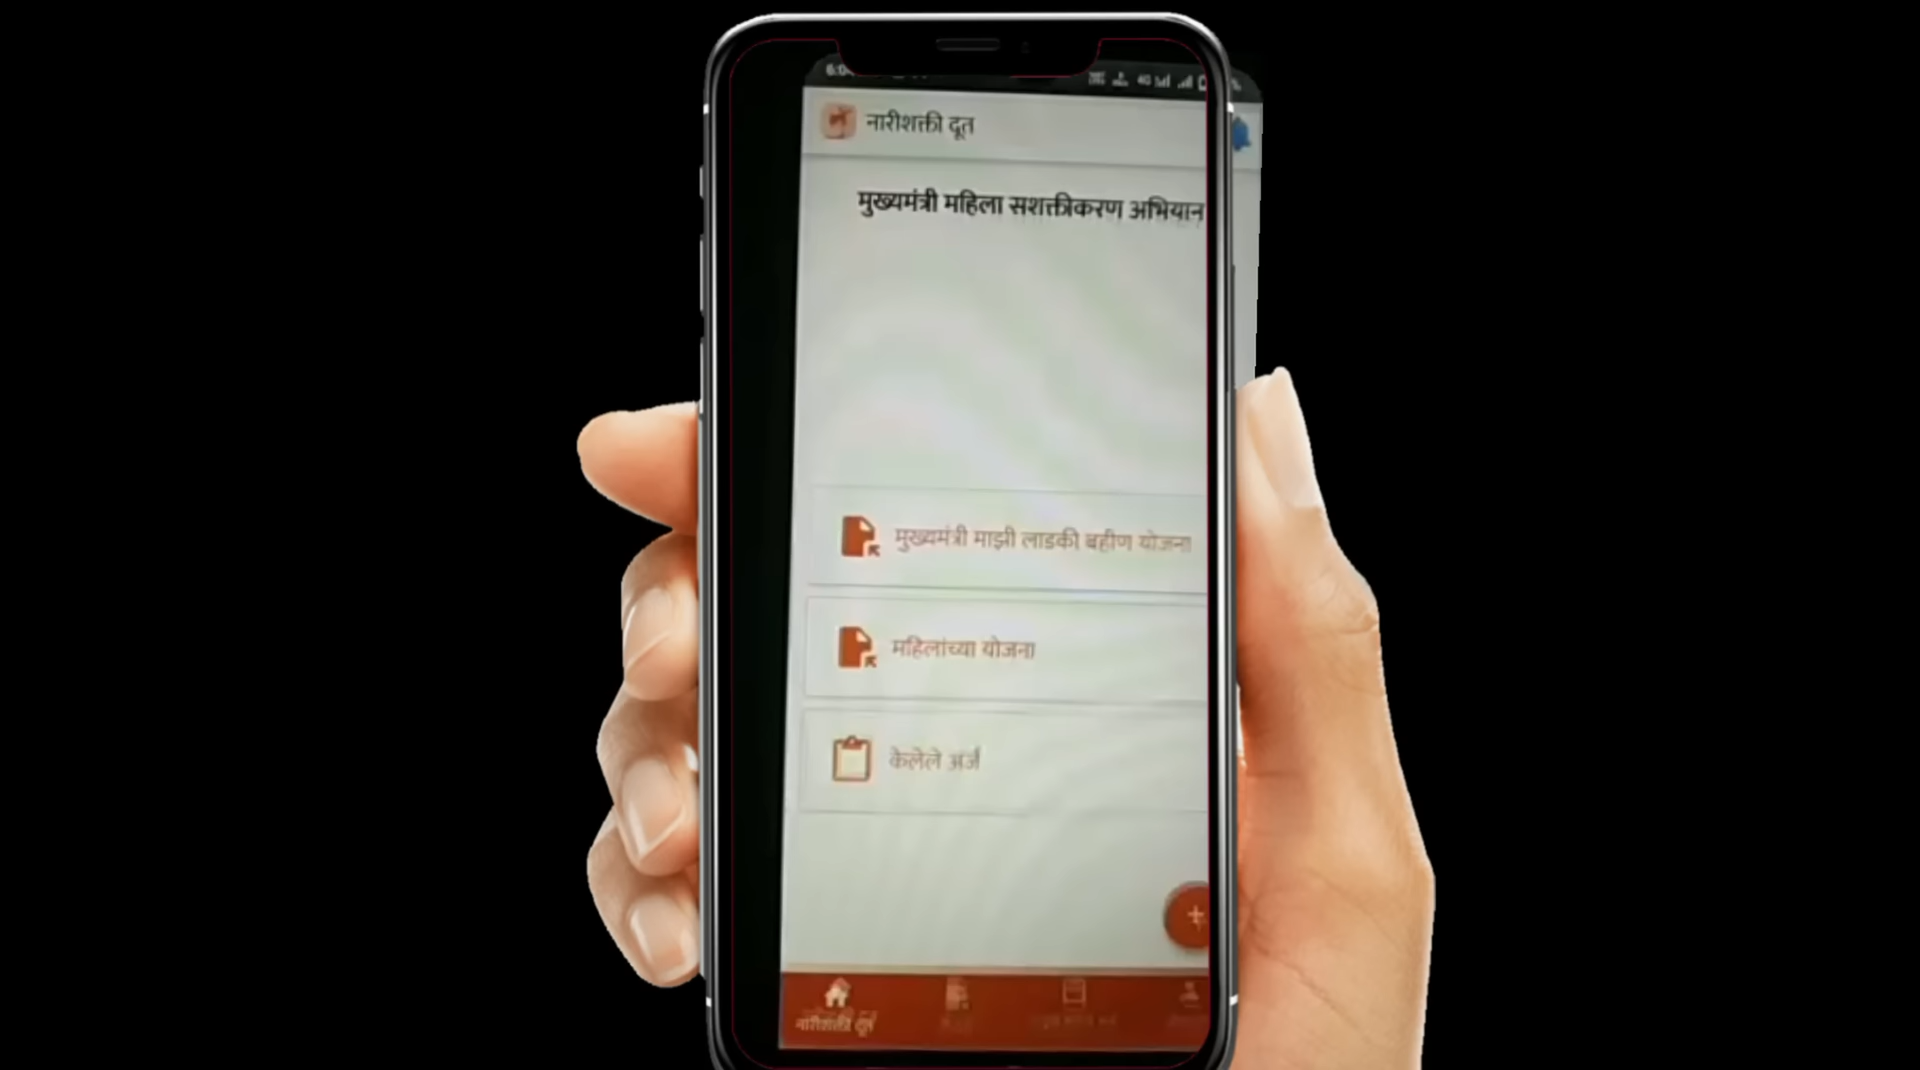 नारीशक्ती दूत
मुख्यमंत्री महिला सशक्तीकरण अभियान
मुख्यमंत्री माझी लाडकी बहीण योजना
महिलांच्या योजना
केलेले अर्ज
नारीशक्ती दूत